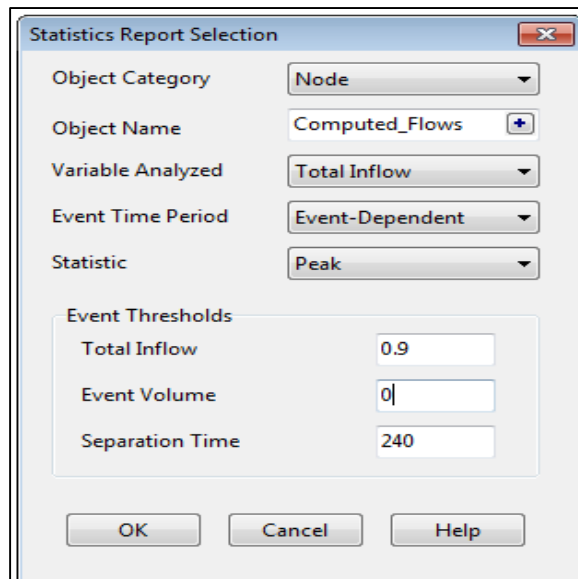 Statistics Report Selection
Object Category Node
Object Name Computed_Flows
Variable Analyzed Total Inflow
Event Time Period Event-Dependent
Statistic Peak
Event Thresholds
Total Inflow 0.9
Event Volume 0
Separation Time 240
OK Cancel Help